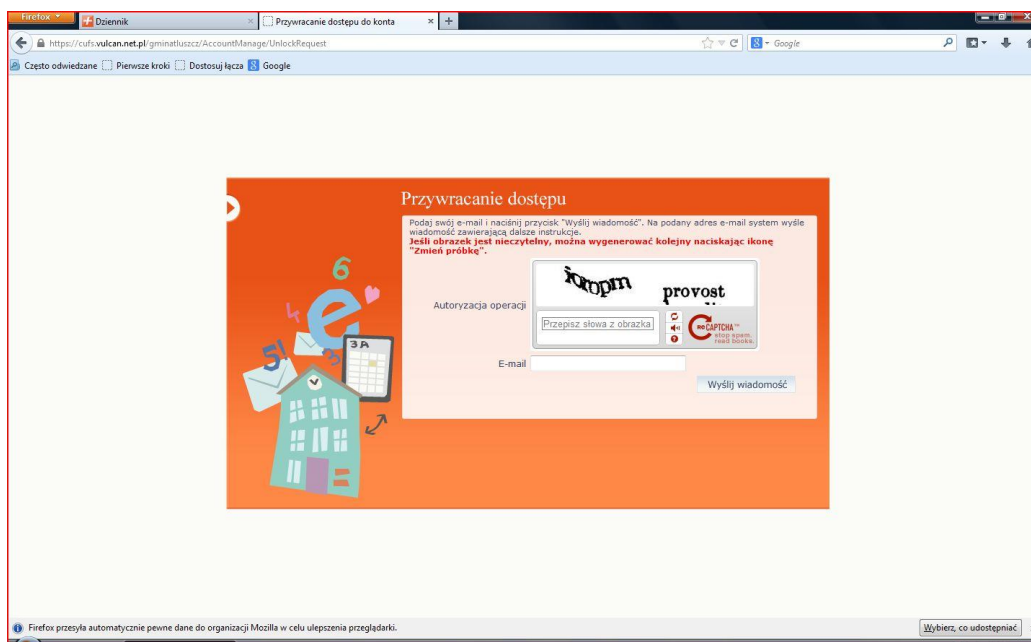 Firefox
Dziennik
Przywracanie dostępu do konta
https://cufs.vulcan.net.pl/gminatluszcz/AccountManage/UnlockRequest
Google
Często odwiedzane Pierwsze kroki Dostosuj łącza Google
Przywracanie dostępu
Podaj swój e-mail i naciśnij przycisk "Wyślij wiadomość". Na podany adres e-mail system wyśle
wiadomość zawierającą dalsze instrukcje.
Jeśli obrazek jest nieczytelny, można wygenerować kolejny naciskając ikonę
"Zmień próbkę".
6
4
e
5!
3
3A
provost
Autoryzacja operacji
Przepisz słowa z obrazka
reCAPTCHA™
stop spam.
read books.
E-mail
Wyślij wiadomość
Firefox przesyła automatycznie pewne dane do organizacji Mozilla w celu ulepszenia przeglądarki.
Wybierz, co udostępniać